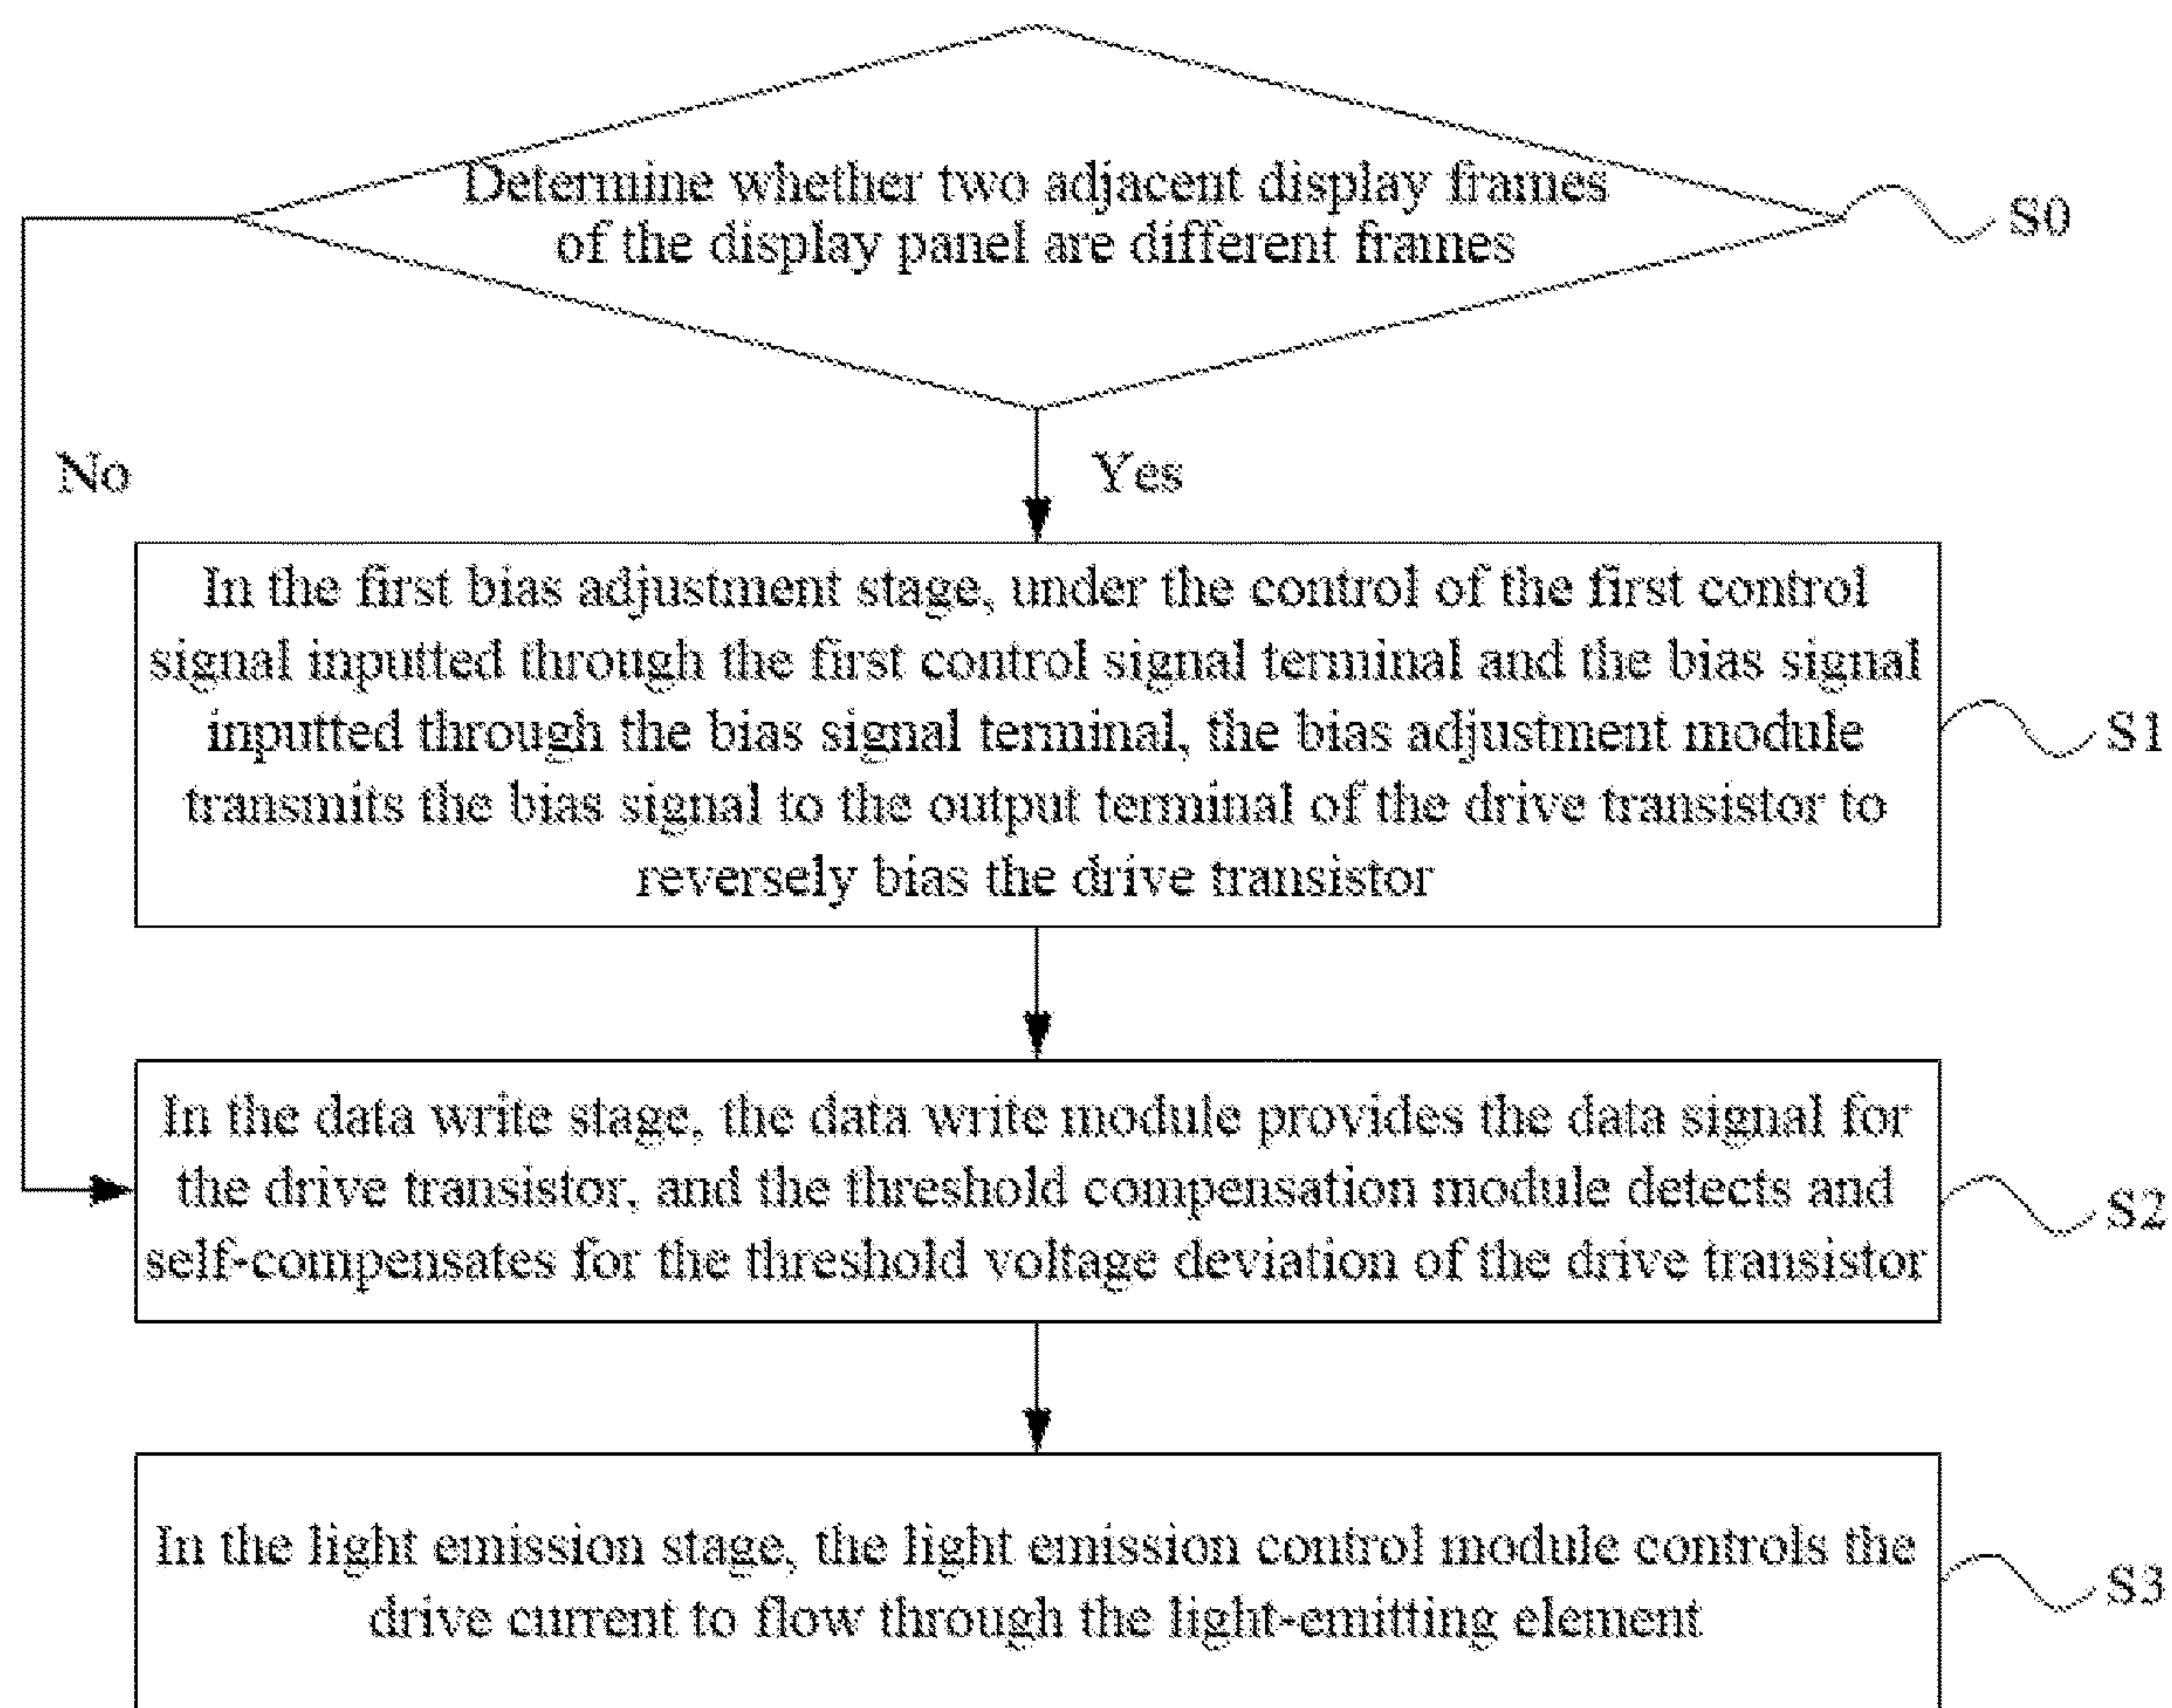 Determine whether two adjacent display frames
of the display panel are different frames
S0
No
Yes
In the first bias adjustment stage, under the control of the first control
signal inputted through the first control signal terminal and the bias signal
inputted through the bias signal terminal, the bias adjustment module
transmits the bias signal to the output terminal of the drive transistor to
reversely bias the drive transistor
S1
In the data write stage, the data write module provides the data signal for
the drive transistor, and the threshold compensation module detects and
self-compensates for the threshold voltage deviation of the drive transistor
S2
In the light emission stage, the light emission control module controls the
drive current to flow through the light-emitting element
S3